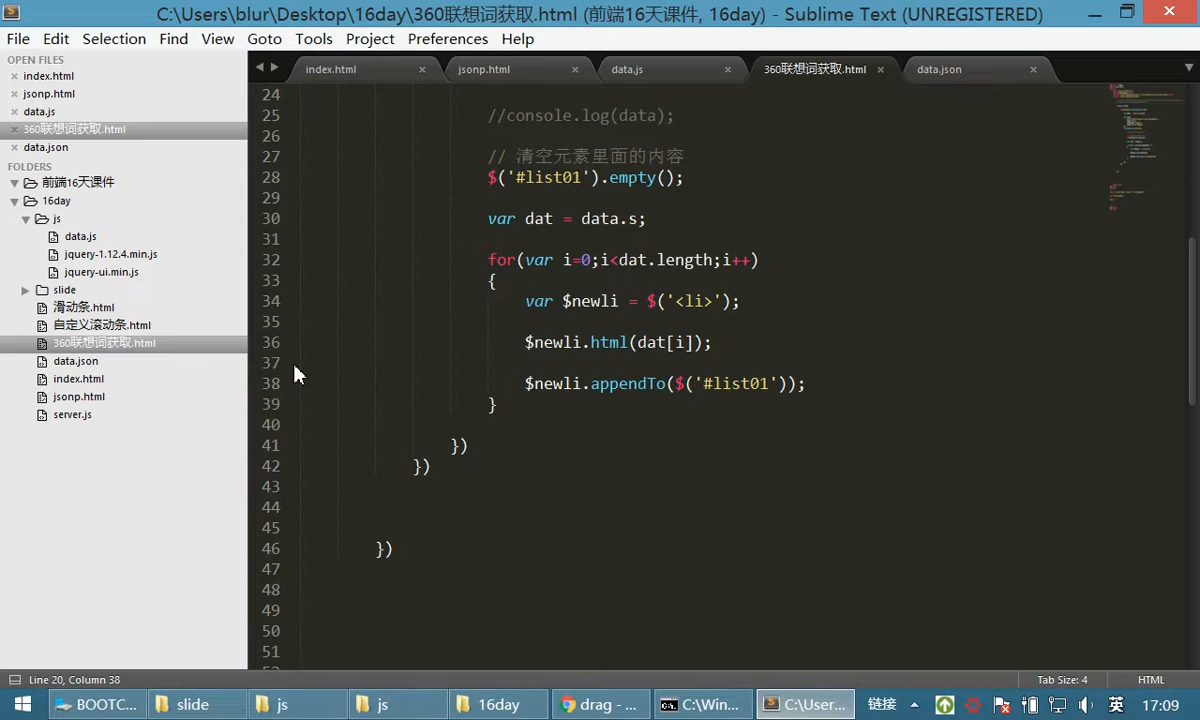 C:\Users\blur\Desktop\16day\360联想词获取.html (前端16天课件, 16day) - Sublime Text (UNREGISTERED)
File Edit Selection Find View Goto Tools Project Preferences Help
OPEN FILES
index.html
jsonp.html
data.js
360联想词获取.html
data.json
FOLDERS
前端16天课件
16day
js
data.js
jquery-1.12.4.min.js
jquery-ui.min.js
slide
滑动条.html
自定义滚动条.html
360联想词获取.html
data.json
index.html
jsonp.html
server.js
index.html jsonp.html data.js 360联想词获取.html data.json
24
25 //console.log(data);
26
27 // 清空元素里面的内容
28 $('#list01').empty();
29
30 var dat = data.s;
31
32 for(var i=0;i<dat.length;i++)
33 {
34 var $newli = $('<li>');
35
36 $newli.html(dat[i]);
37
38 $newli.appendTo($('#list01'));
39 }
40
41 })
42 })
43
44
45
46 })
47
48
49
50
51
Line 20, Column 38 Tab Size: 4 HTML
BOOTC... slide js js 16day drag - ... C:\Win... C:\User... 链接 英 17:09